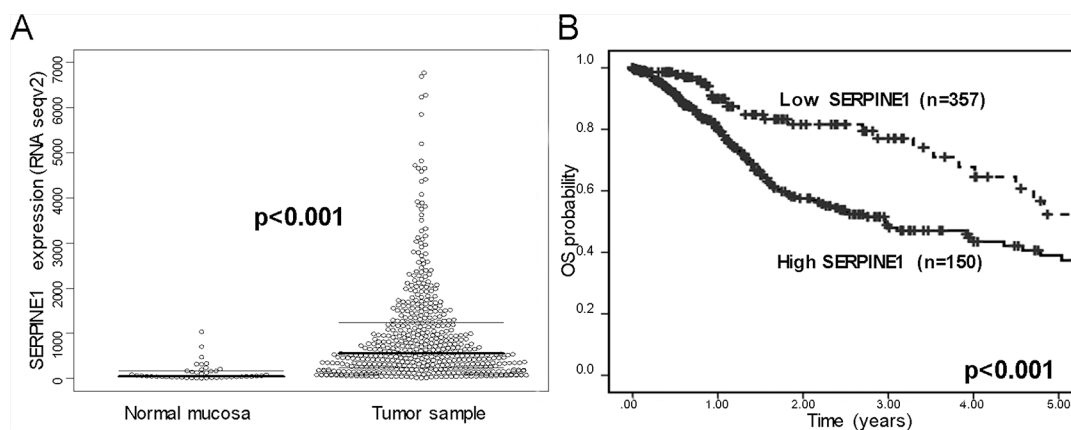 A
SERPINE1 expression (RNA seqv2)
7000
6000
5000
4000
3000
2000
1000
0
p<0.001
Normal mucosa
Tumor sample
B
OS probability
1.0
0.8
0.6
0.4
0.2
0.0
Low SERPINE1 (n=357)
High SERPINE1 (n=150)
p<0.001
.00
1.00
2.00
3.00
4.00
5.00
Time (years)